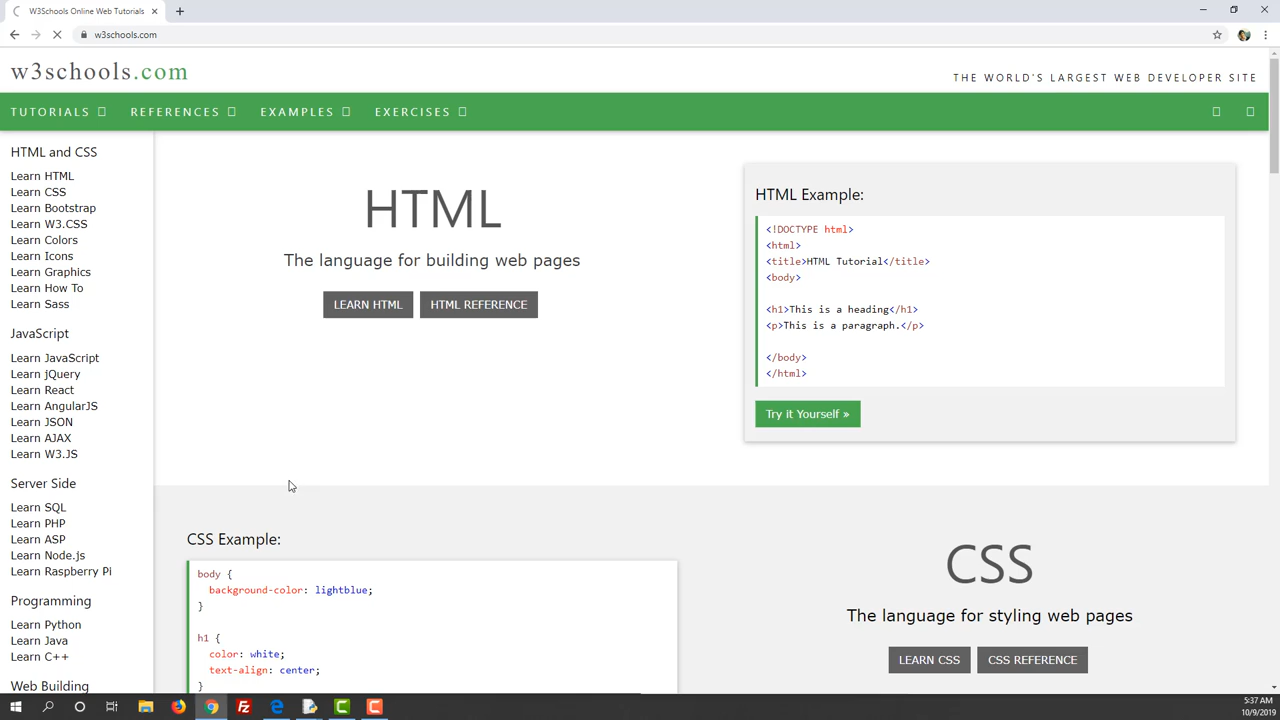 W3Schools Online Web Tutorials
w3schools.com
w3schools.com
THE WORLD'S LARGEST WEB DEVELOPER SITE
TUTORIALS REFERENCES EXAMPLES EXERCISES
HTML and CSS
Learn HTML
Learn CSS
Learn Bootstrap
Learn W3.CSS
Learn Colors
Learn Icons
Learn Graphics
Learn How To
Learn Sass
JavaScript
Learn JavaScript
Learn jQuery
Learn React
Learn AngularJS
Learn JSON
Learn AJAX
Learn W3.JS
Server Side
Learn SQL
Learn PHP
Learn ASP
Learn Node.js
Learn Raspberry Pi
Programming
Learn Python
Learn Java
Learn C++
Web Building
HTML
The language for building web pages
LEARN HTML HTML REFERENCE
HTML Example:
<!DOCTYPE html>
<html>
<title>HTML Tutorial</title>
<body>
<h1>This is a heading</h1>
<p>This is a paragraph.</p>
</body>
</html>
Try it Yourself »
CSS Example:
body {
background-color: lightblue;
}
h1 {
color: white;
text-align: center;
}
CSS
The language for styling web pages
LEARN CSS CSS REFERENCE
5:37 AM
10/9/2019